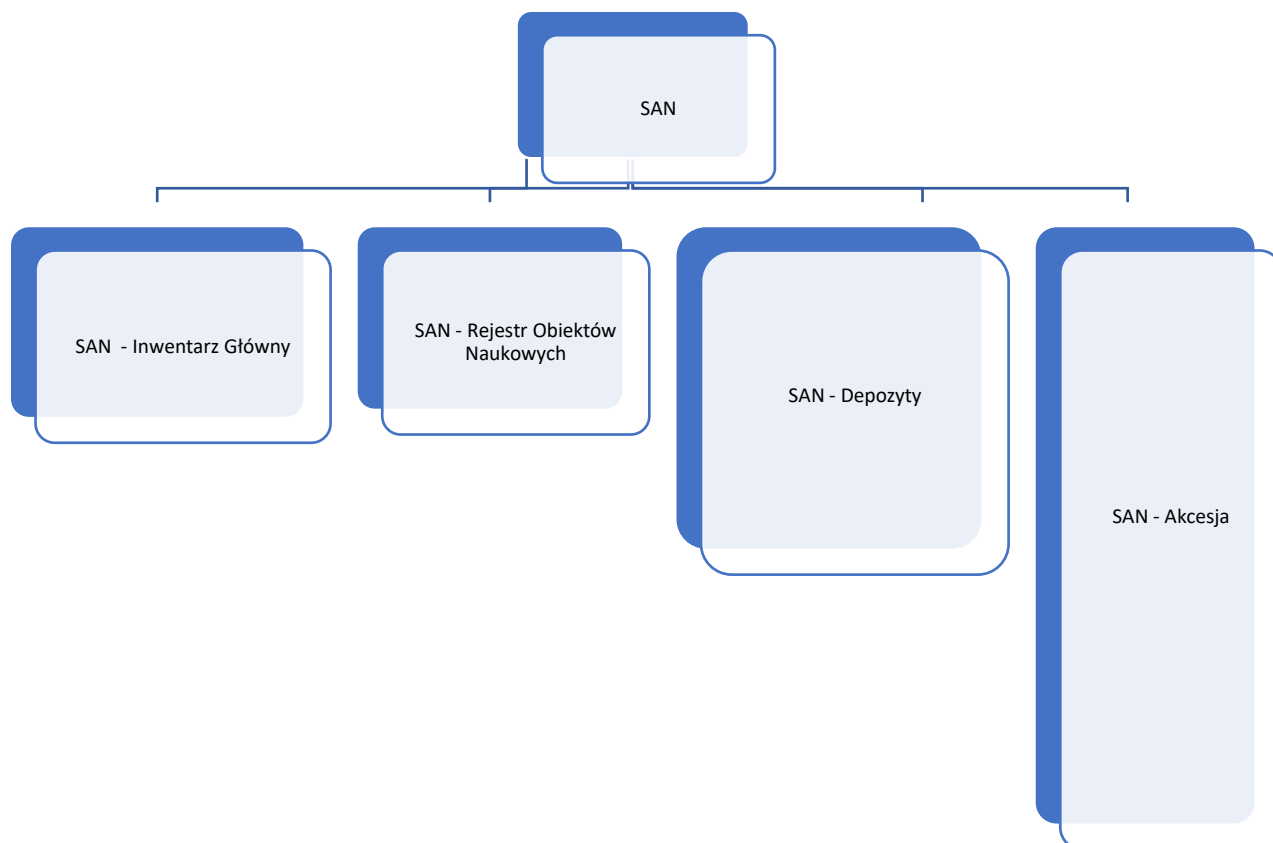 SAN
SAN  - Inwentarz Główny
SAN - Rejestr Obiektów
Naukowych
SAN - Depozyty
SAN - Akcesja